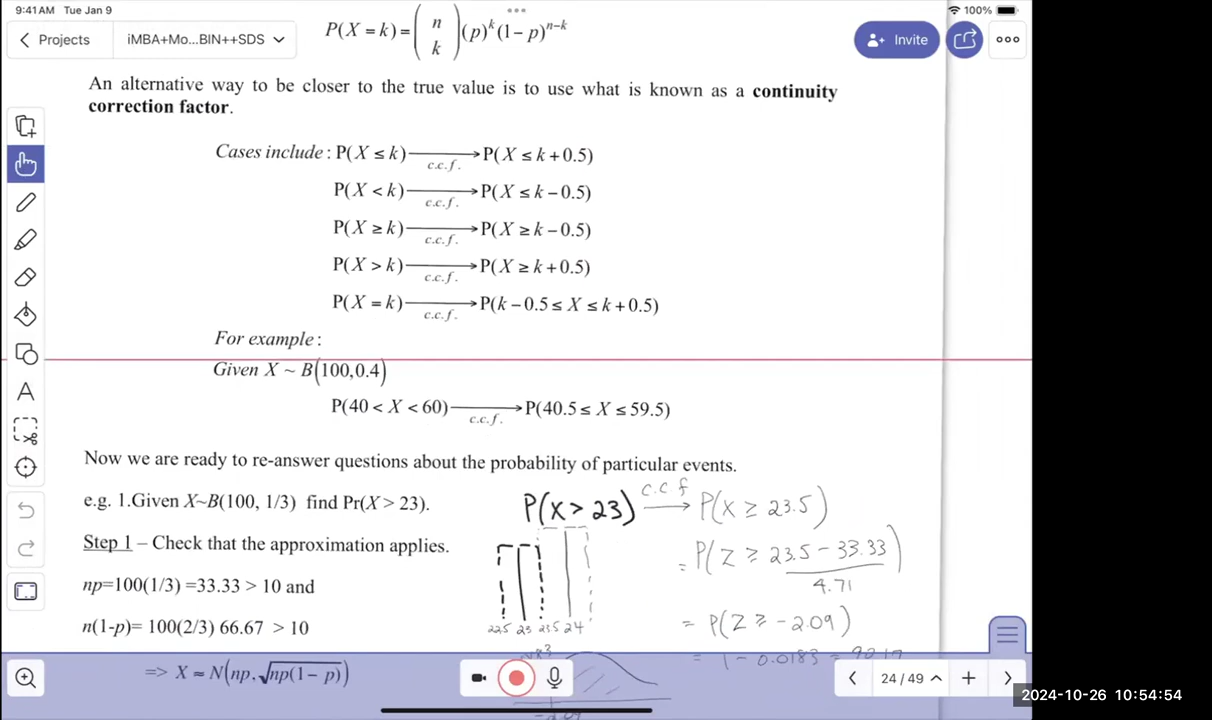 9:41 AM Tue Jan 9
100%
Projects
iMBA+Mo...BIN++SDS
Invite
P(X = k) = ( n k ) (p)^k (1 − p)^{n−k}
An alternative way to be closer to the true value is to use what is known as a continuity
correction factor.
Cases include : P(X ≤ k) ⟶ c.c.f. P(X ≤ k + 0.5)
P(X < k) ⟶ c.c.f. P(X ≤ k − 0.5)
P(X ≥ k) ⟶ c.c.f. P(X ≥ k − 0.5)
P(X > k) ⟶ c.c.f. P(X ≥ k + 0.5)
P(X = k) ⟶ c.c.f. P(k − 0.5 ≤ X ≤ k + 0.5)
For example :
Given X ~ B(100,0.4)
P(40 < X < 60) ⟶ c.c.f. P(40.5 ≤ X ≤ 59.5)
Now we are ready to re-answer questions about the probability of particular events.
e.g. 1.Given X~B(100, 1/3) find Pr(X > 23).
P(X > 23) c.c f ⟶ P(X ≥ 23.5)
Step 1 – Check that the approximation applies.
= P(Z ≥ 23.5 − 33.33 / 4.71)
np=100(1/3) =33.33 > 10 and
22.5 23 23.5 24
= P(Z ≥ −2.09)
n(1-p)= 100(2/3) 66.67 > 10
= 1 − 0.0183 =
=> X ≈ N(np, √np(1 − p))
−2.09
24 / 49
2024-10-26 10:54:54